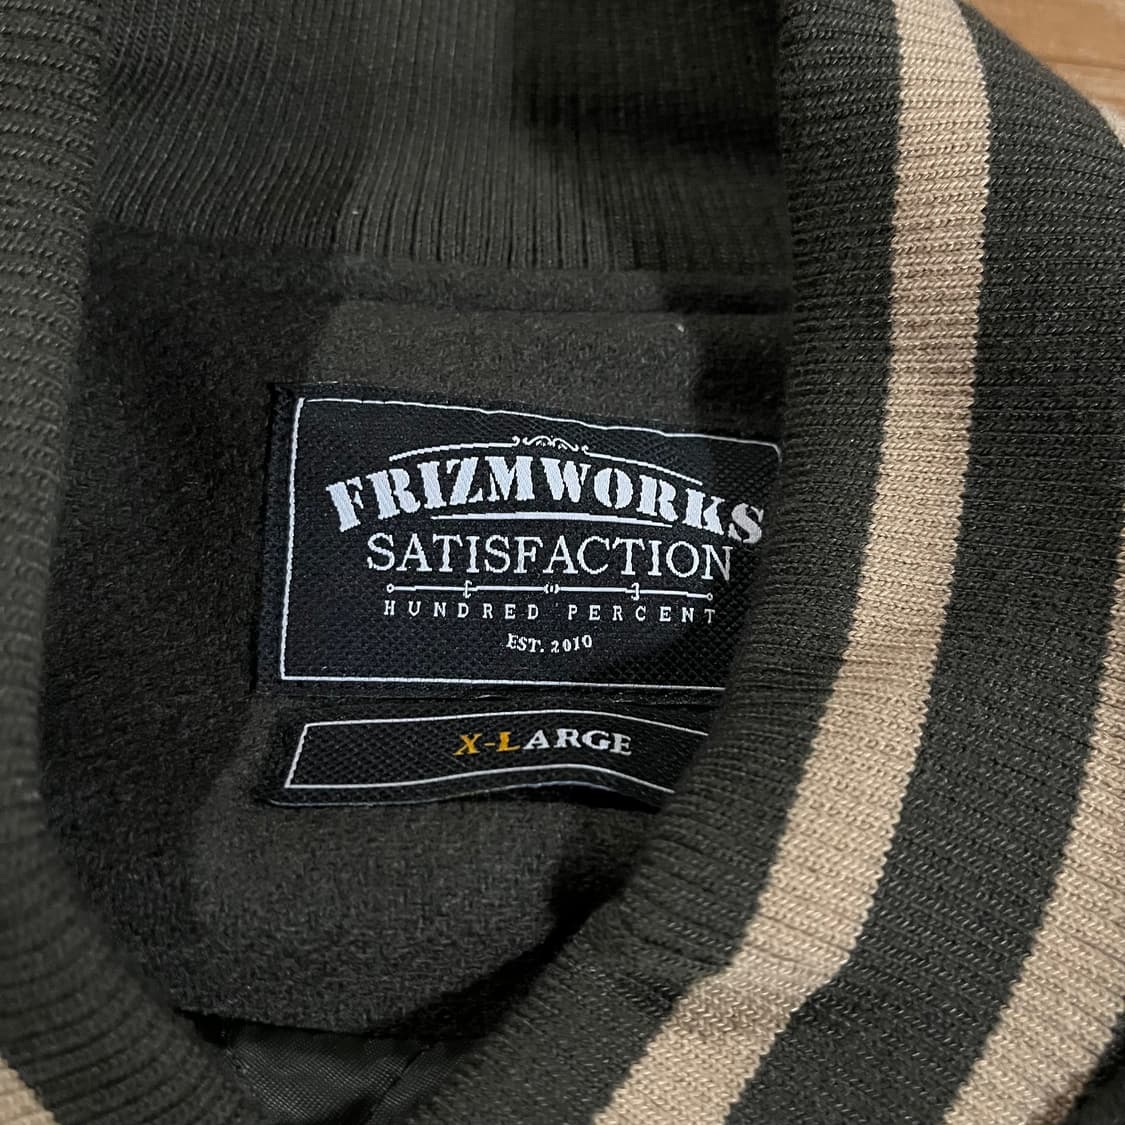 FRIZMWORKS
SATISFACTION
HUNDRED PERCENT
EST. 2010
X-LARGE